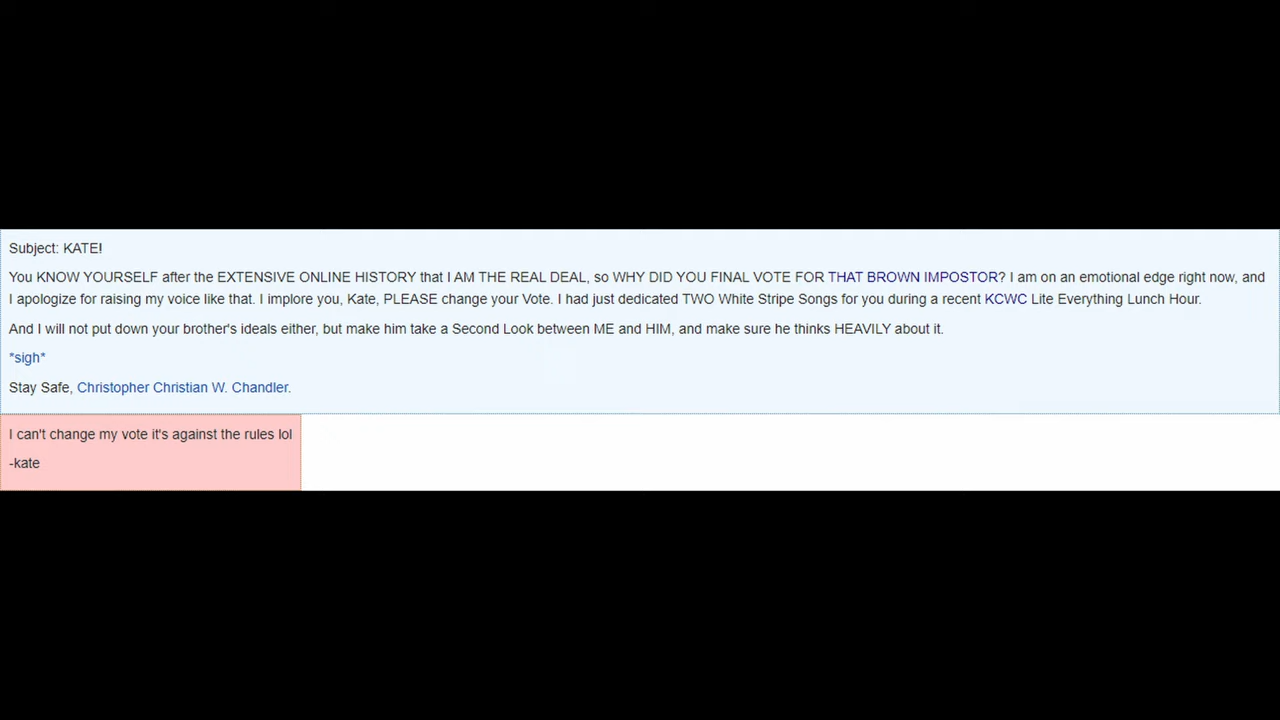 Subject: KATE!
You KNOW YOURSELF after the EXTENSIVE ONLINE HISTORY that I AM THE REAL DEAL, so WHY DID YOU FINAL VOTE FOR THAT BROWN IMPOSTOR? I am on an emotional edge right now, and
I apologize for raising my voice like that. I implore you, Kate, PLEASE change your Vote. I had just dedicated TWO White Stripe Songs for you during a recent KCWC Lite Everything Lunch Hour.
And I will not put down your brother's ideals either, but make him take a Second Look between ME and HIM, and make sure he thinks HEAVILY about it.
*sigh*
Stay Safe, Christopher Christian W. Chandler.
I can't change my vote it's against the rules lol
-kate